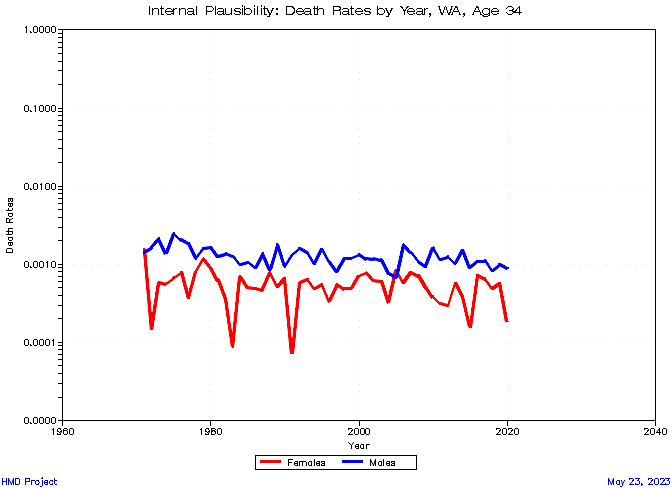 Internal Plausibility: Death Rates by Year, WA, Age 34
1.0000
0.1000
0.0100
0.0010
0.0001
0.0000
Death Rates
1960
1980
2000
2020
2040
Year
Females
Males
HMD Project
May 23, 2023